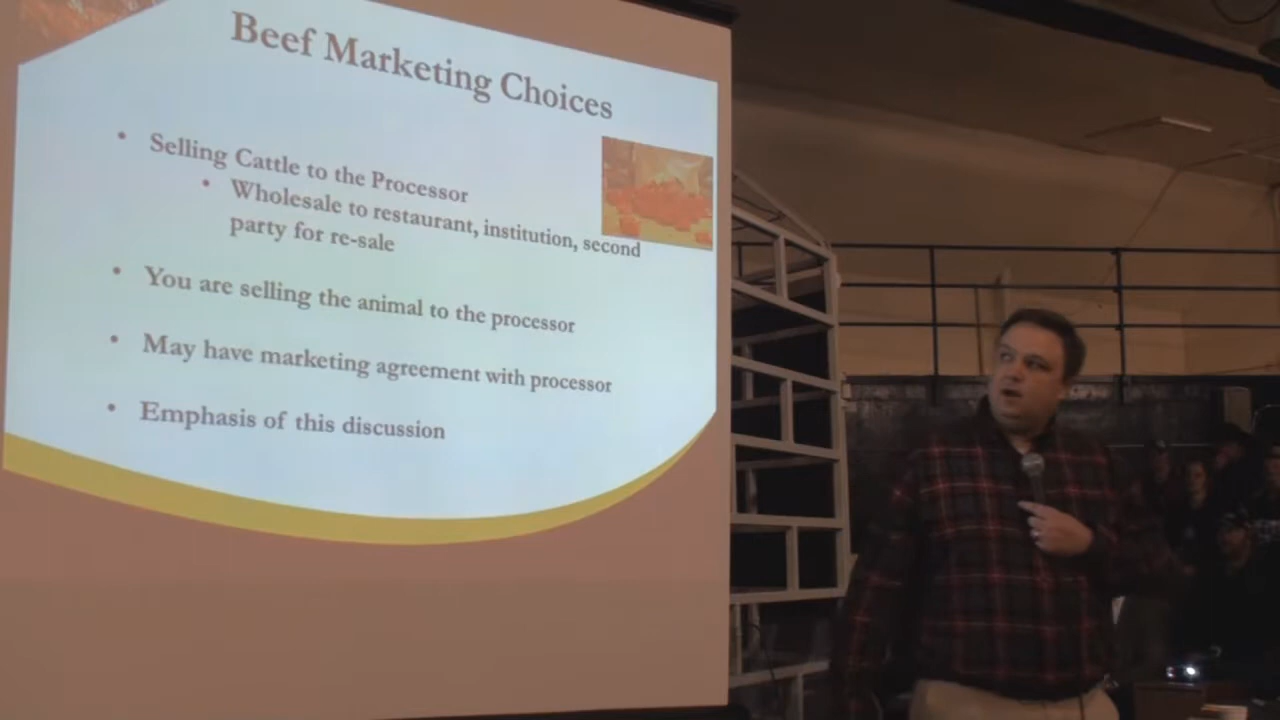 Beef Marketing Choices
• Selling Cattle to the Processor
• Wholesale to restaurant, institution, second
party for re-sale
• You are selling the animal to the processor
• May have marketing agreement with processor
• Emphasis of this discussion